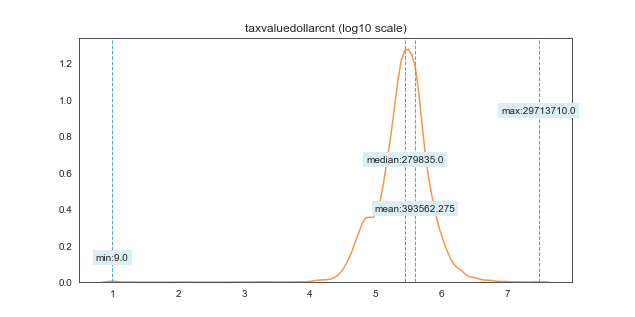 taxvaluedollarcnt (log10 scale)
1.2
1.0
max:29713710.0
0.8
median:279835.0
0.6
mean:393562.275
0.4
0.2
min:9.0
0.0
1 2 3 4 5 6 7